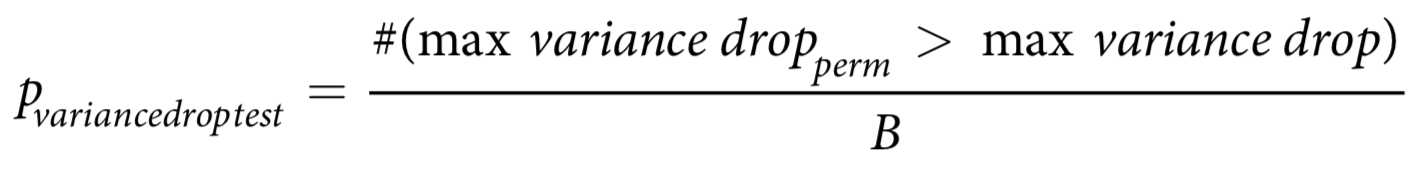 p_variancedroptest = #(max variance drop_perm > max variance drop) / B